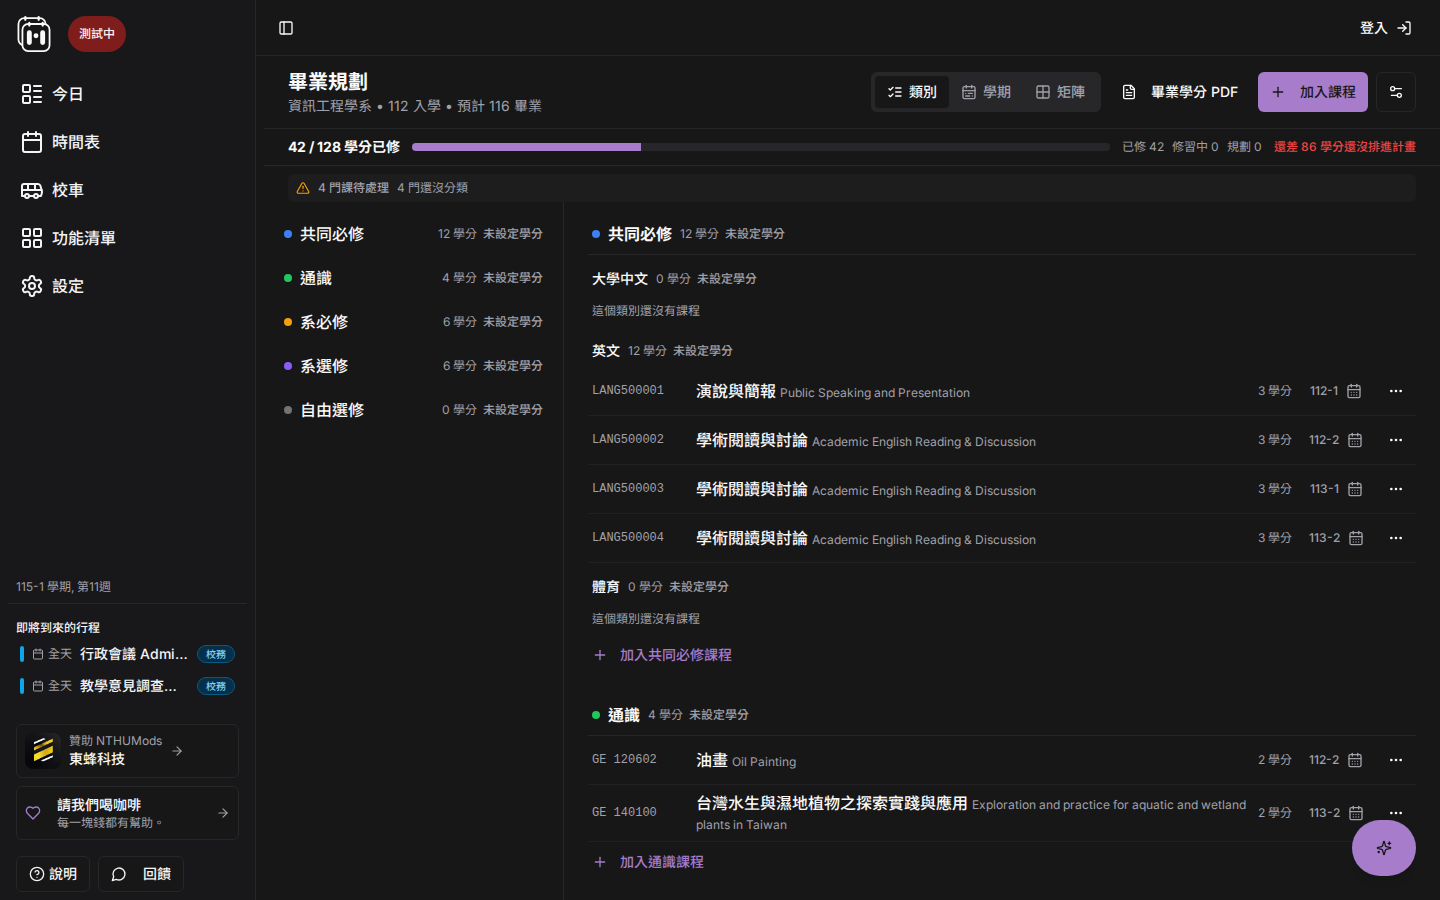 測試中
今日
時間表
校車
功能清單
設定
115-1 學期, 第11週
即將到來的行程
全天 行政會議 Admi... 校務
全天 教學意見調查... 校務
贊助 NTHUMods
東蜂科技
請我們喝咖啡
每一塊錢都有幫助。
說明 回饋
登入
畢業規劃
資訊工程學系 • 112 入學 • 預計 116 畢業
類別 學期 矩陣 畢業學分 PDF 加入課程
42 / 128 學分已修 已修 42 修習中 0 規劃 0 還差 86 學分還沒排進計畫
4 門課待處理 4 門還沒分類
共同必修 12 學分 未設定學分
通識 4 學分 未設定學分
系必修 6 學分 未設定學分
系選修 6 學分 未設定學分
自由選修 0 學分 未設定學分
共同必修 12 學分 未設定學分
大學中文 0 學分 未設定學分
這個類別還沒有課程
英文 12 學分 未設定學分
LANG500001 演說與簡報 Public Speaking and Presentation 3 學分 112-1
LANG500002 學術閱讀與討論 Academic English Reading & Discussion 3 學分 112-2
LANG500003 學術閱讀與討論 Academic English Reading & Discussion 3 學分 113-1
LANG500004 學術閱讀與討論 Academic English Reading & Discussion 3 學分 113-2
體育 0 學分 未設定學分
這個類別還沒有課程
加入共同必修課程
通識 4 學分 未設定學分
GE 120602 油畫 Oil Painting 2 學分 112-2
GE 140100 台灣水生與濕地植物之探索實踐與應用 Exploration and practice for aquatic and wetland 2 學分 113-2
plants in Taiwan
加入通識課程